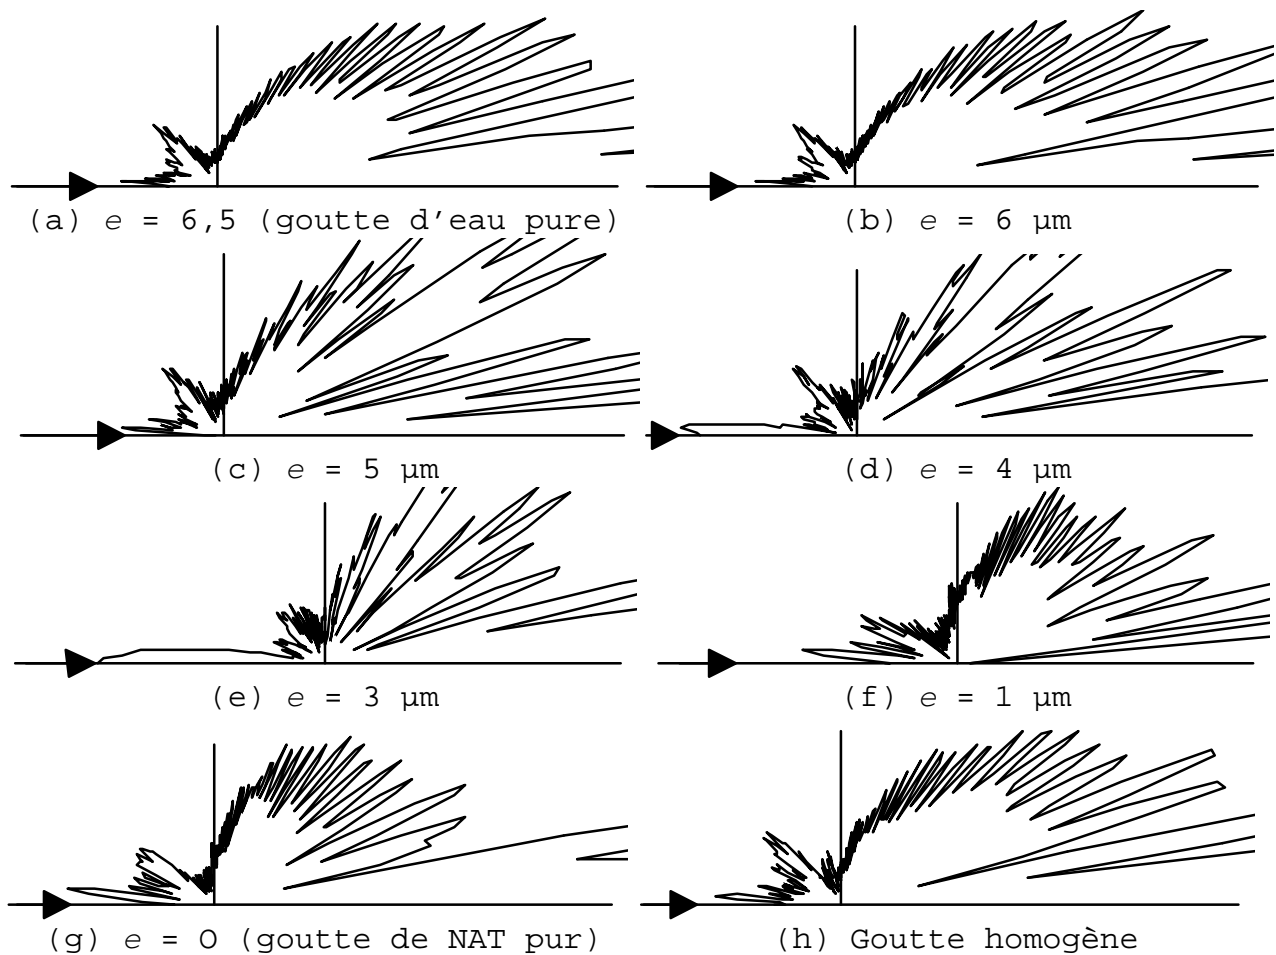 (a) e = 6,5 (goutte d’eau pure)
(b) e = 6 µm
(c) e = 5 µm
(d) e = 4 µm
(e) e = 3 µm
(f) e = 1 µm
(g) e = O (goutte de NAT pur)
(h) Goutte homogène